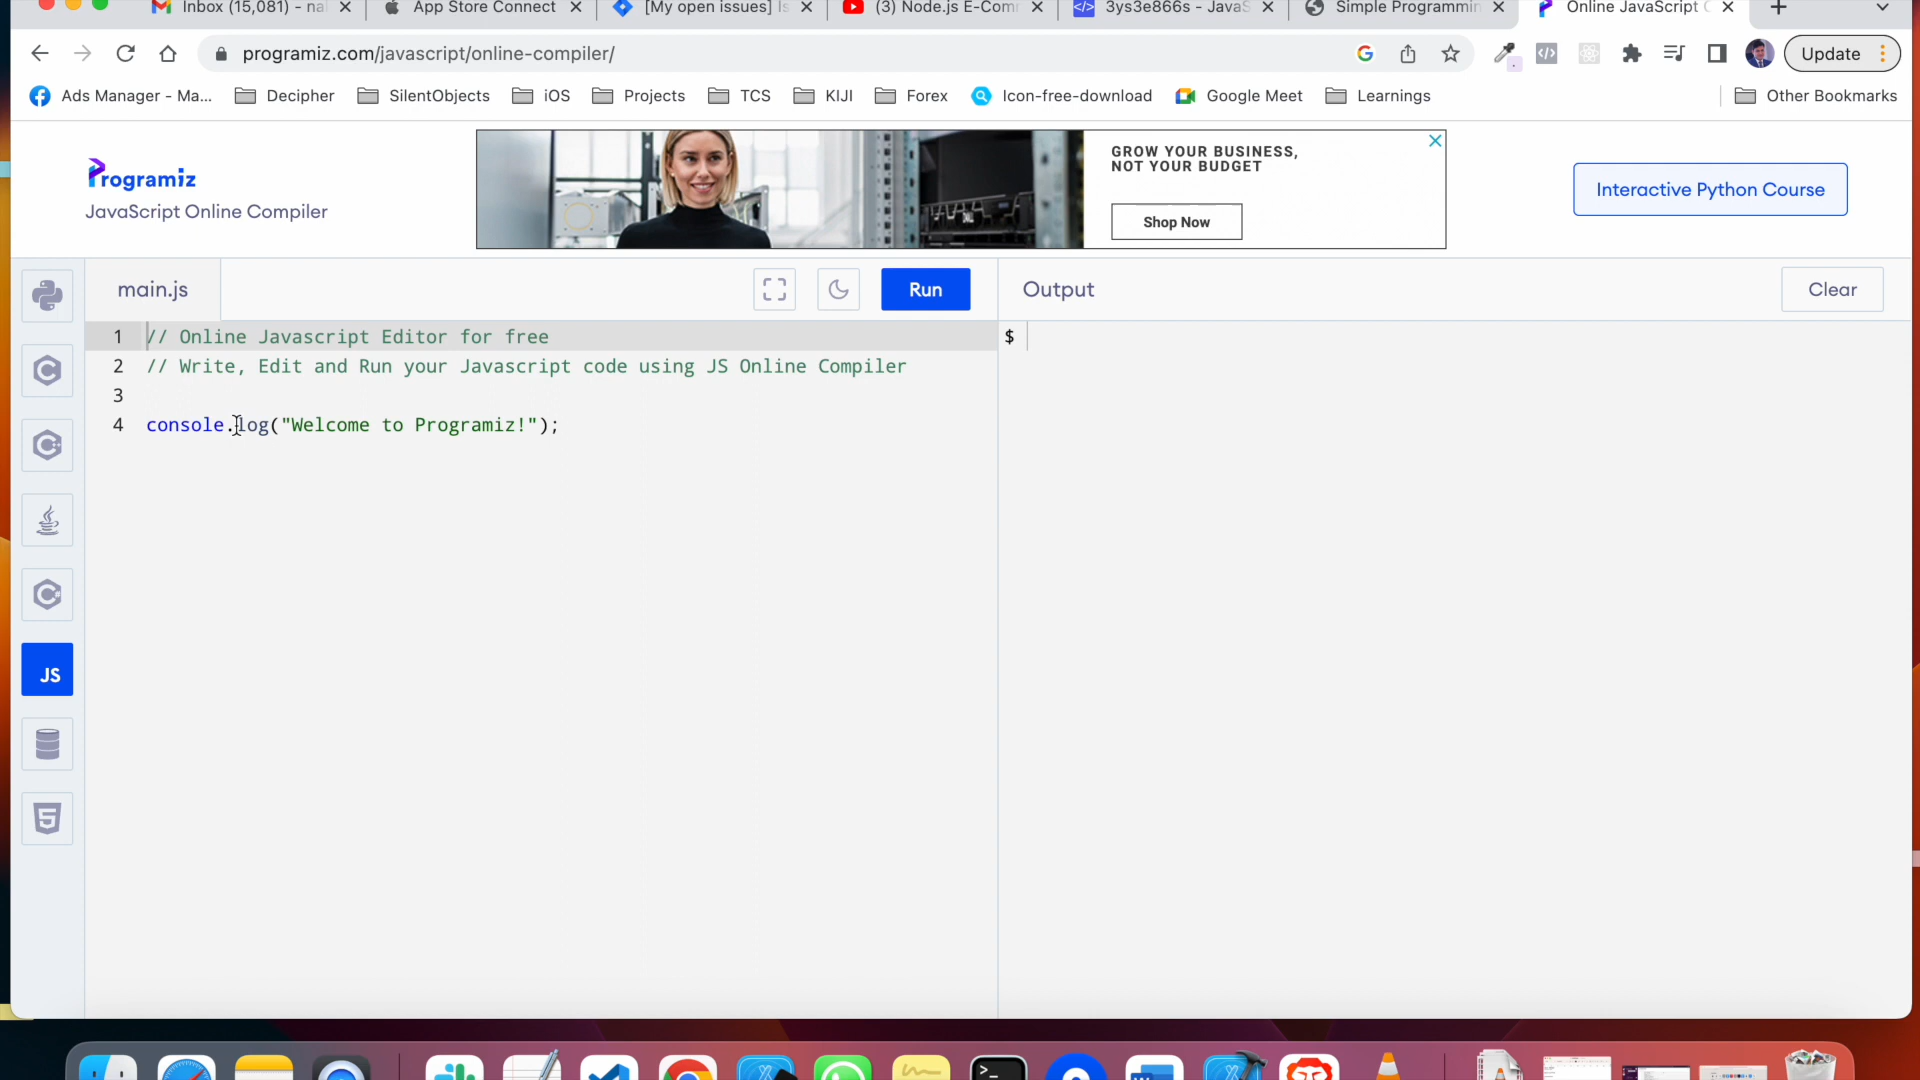 Inbox (15,081) - nal
App Store Connect
[My open issues] Is
(3) Node.js E-Com
3ys3e866s - JavaS
Simple Programmin
Online JavaScript C
programiz.com/javascript/online-compiler/
Update
Ads Manager - Ma...
Decipher
SilentObjects
iOS
Projects
TCS
KIJI
Forex
Icon-free-download
Google Meet
Learnings
Other Bookmarks
Programiz
JavaScript Online Compiler
GROW YOUR BUSINESS,
NOT YOUR BUDGET
Shop Now
Interactive Python Course
main.js
Run
Output
Clear
1 // Online Javascript Editor for free
2 // Write, Edit and Run your Javascript code using JS Online Compiler
3
4 console.log("Welcome to Programiz!");
$
JS